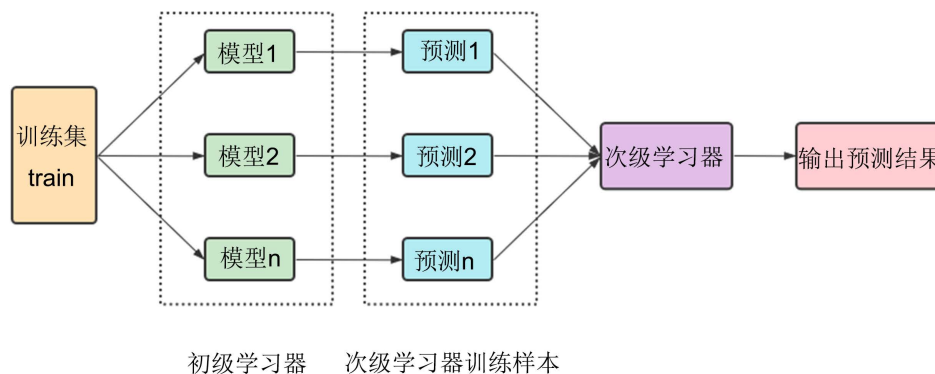 训练集
train
模型1
模型2
模型n
预测1
预测2
预测n
次级学习器
输出预测结果
初级学习器
次级学习器训练样本